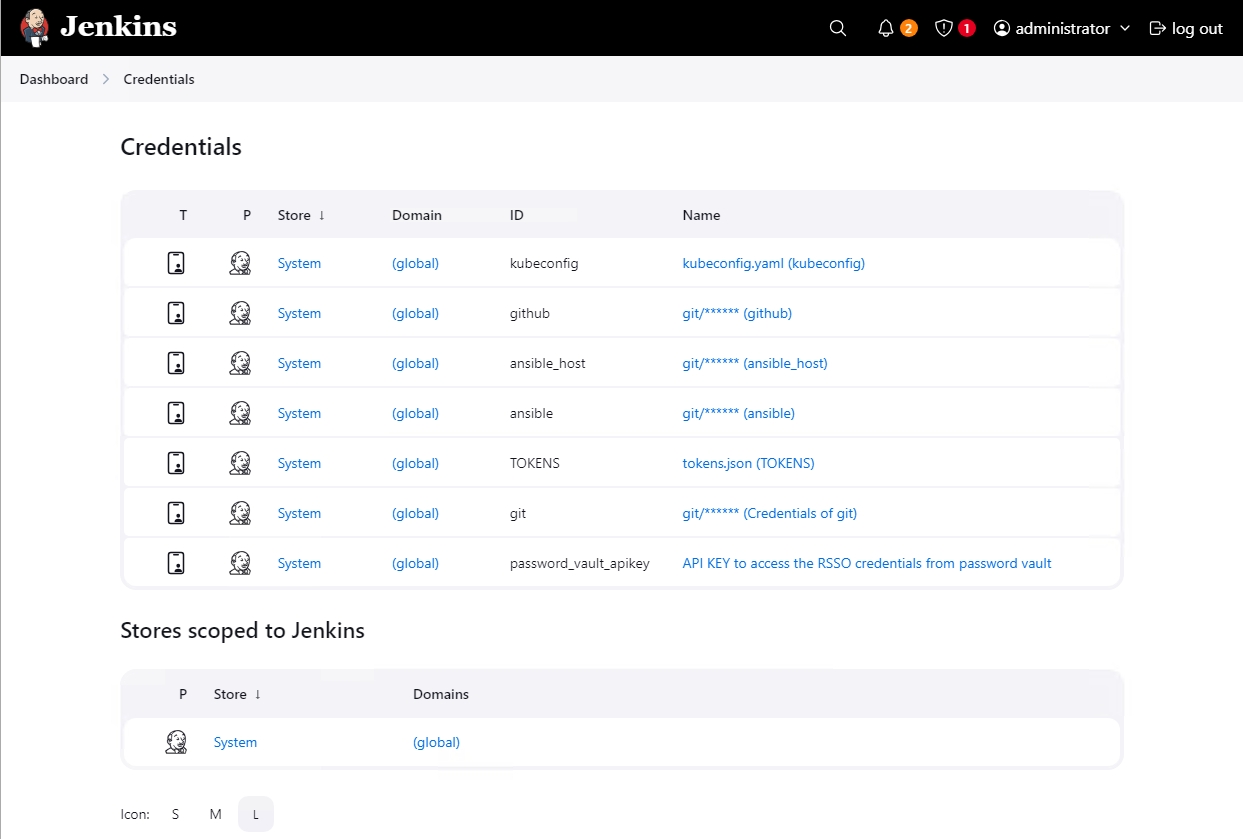 Jenkins 2 1 administrator log out
Dashboard Credentials
Credentials
T P Store ↓ Domain ID Name
System (global) kubeconfig kubeconfig.yaml (kubeconfig)
System (global) github git/****** (github)
System (global) ansible_host git/****** (ansible_host)
System (global) ansible git/****** (ansible)
System (global) TOKENS tokens.json (TOKENS)
System (global) git git/****** (Credentials of git)
System (global) password_vault_apikey API KEY to access the RSSO credentials from password vault
Stores scoped to Jenkins
P Store ↓ Domains
System (global)
Icon: S M L